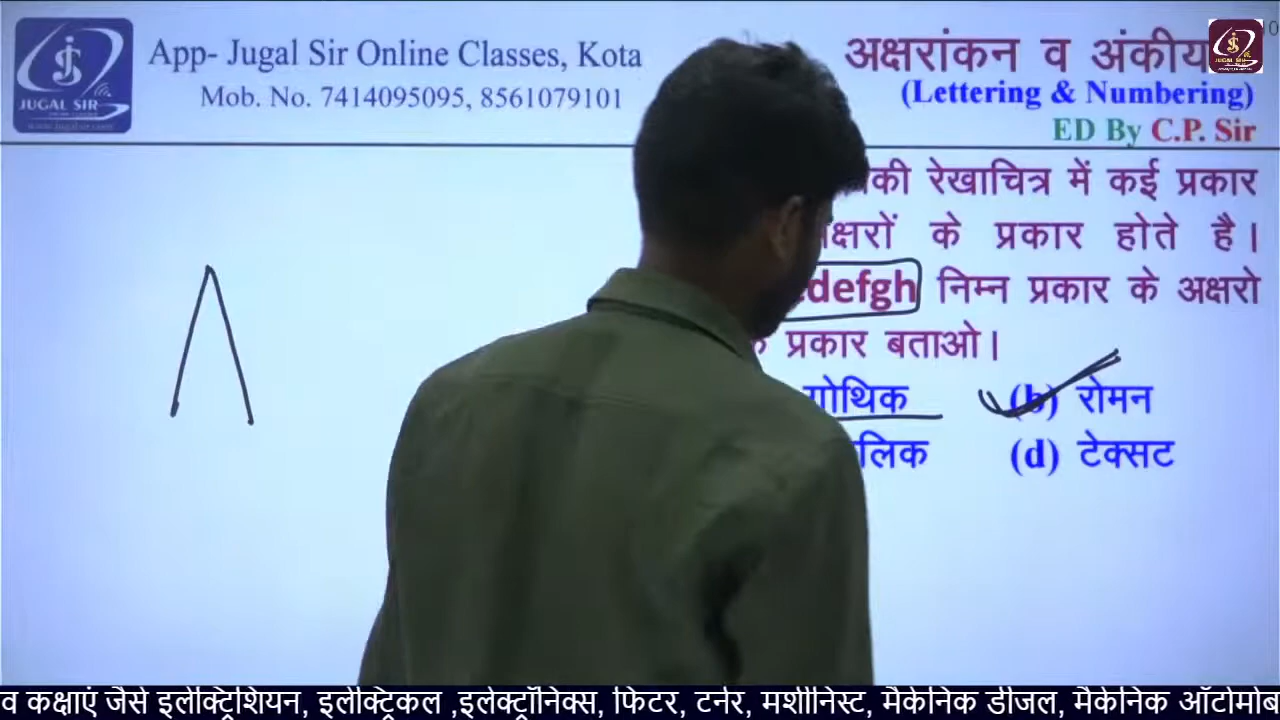 App- Jugal Sir Online Classes, Kota
Mob. No. 7414095095, 8561079101
JUGAL SIR
अक्षरांकन व
(Lettering & Numbering)
ED By C.P. Sir
JUGAL SIR
रेखाचित्र में कई प्रकार
के प्रकार होते है।
defgh निम्न प्रकार के अक्षरो
प्रकार बताओ।
गोथिक (b) रोमन
(d) टेक्सट
व कक्षाएं जैसे इलेक्ट्रिशियन, इलेक्ट्रिकल ,इलेक्ट्रॉनिक्स, फिटर, टर्नर, मशीनिस्ट, मैकेनिक डीजल, मैकेनिक